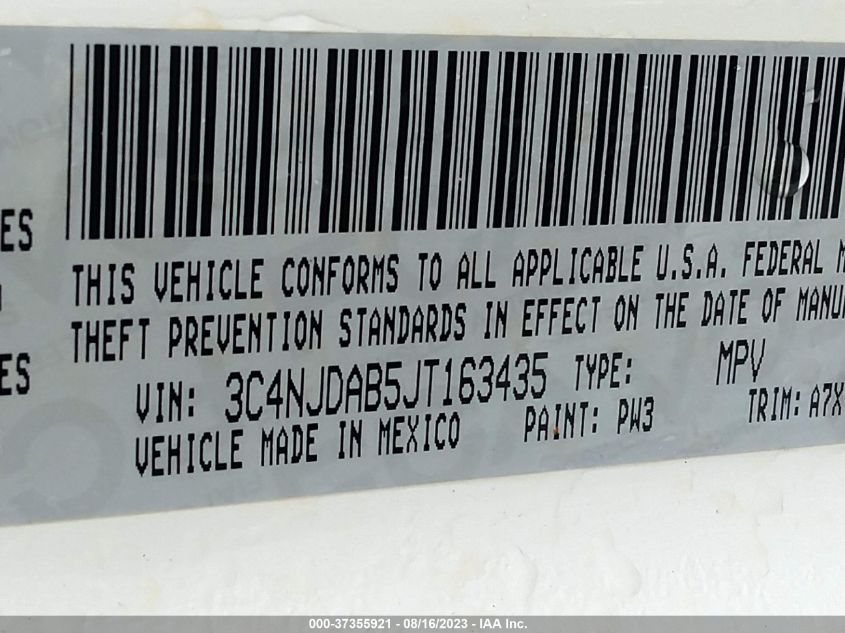 ES
THIS VEHICLE CONFORMS TO ALL APPLICABLE U.S.A. FEDERAL
THEFT PREVENTION STANDARDS IN EFFECT ON THE DATE OF MANU
ES
VIN: 3C4NJDAB5JT163435 TYPE: MPV
VEHICLE MADE IN MEXICO PAINT: PW3 TRIM: A7X
000-37355921 - 08/16/2023 - IAA Inc.